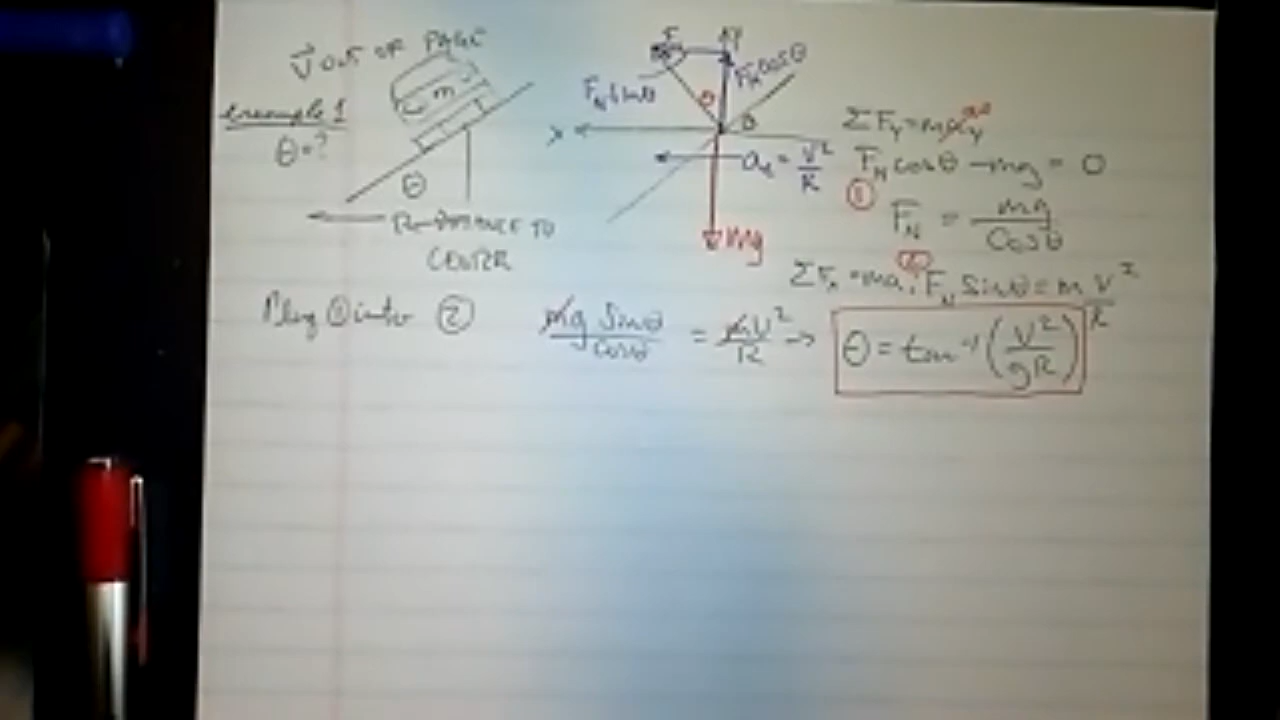 V⃗ OUT OF PAGE
example 1
θ = ?
m
θ
R-DISTANCE TO
CENTER
y
F_N cosθ
F_N sinθ
θ
θ
x
a_c = V²/R
mg
ΣF_y = ma_y
F_N cosθ - mg = 0
① F_N = mg/cosθ
②
F_N sinθ = m V²/R
Plug ① into ②
mg sinθ/cosθ = mV²/R → θ = tan⁻¹(V²/gR)